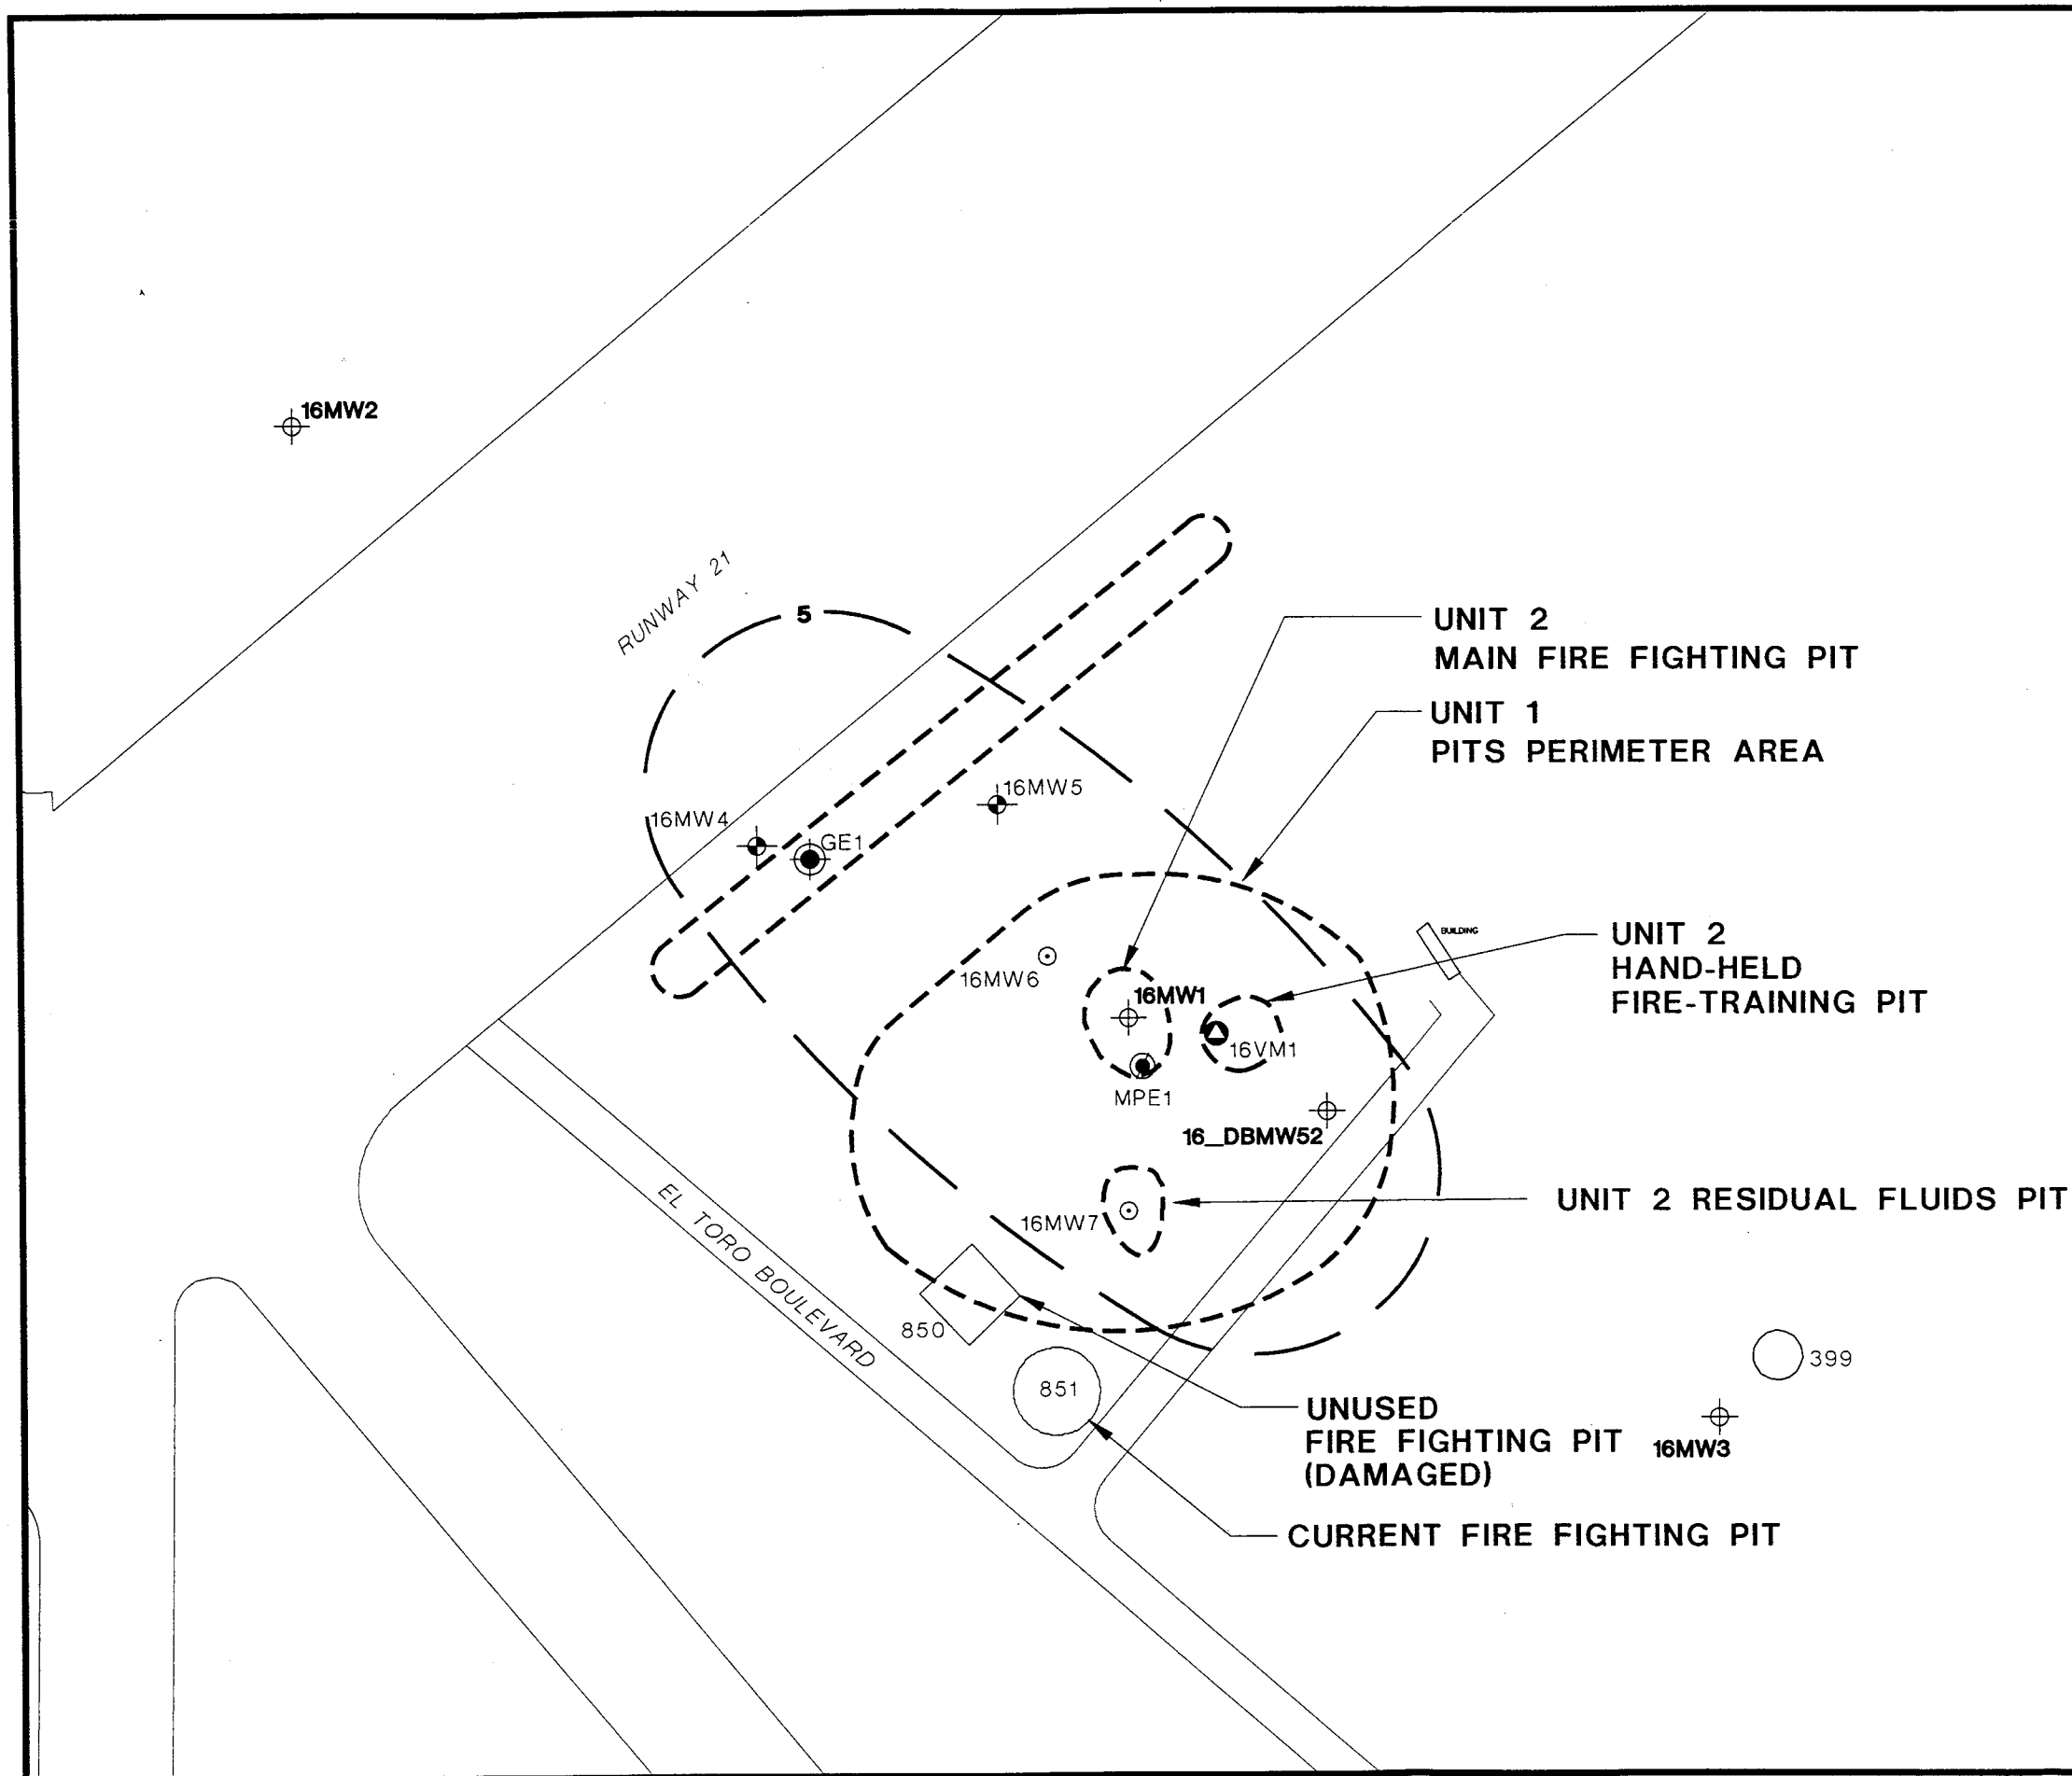 16MW2
RUNWAY 21
5
UNIT 2
MAIN FIRE FIGHTING PIT
UNIT 1
PITS PERIMETER AREA
16MW5
16MW4
GE1
BUILDING
UNIT 2
HAND-HELD
FIRE-TRAINING PIT
16MW6
16MW1
16VM1
MPE1
16_DBMW52
UNIT 2 RESIDUAL FLUIDS PIT
16MW7
EL TORO BOULEVARD
850
399
851
UNUSED
FIRE FIGHTING PIT
(DAMAGED)
16MW3
CURRENT FIRE FIGHTING PIT